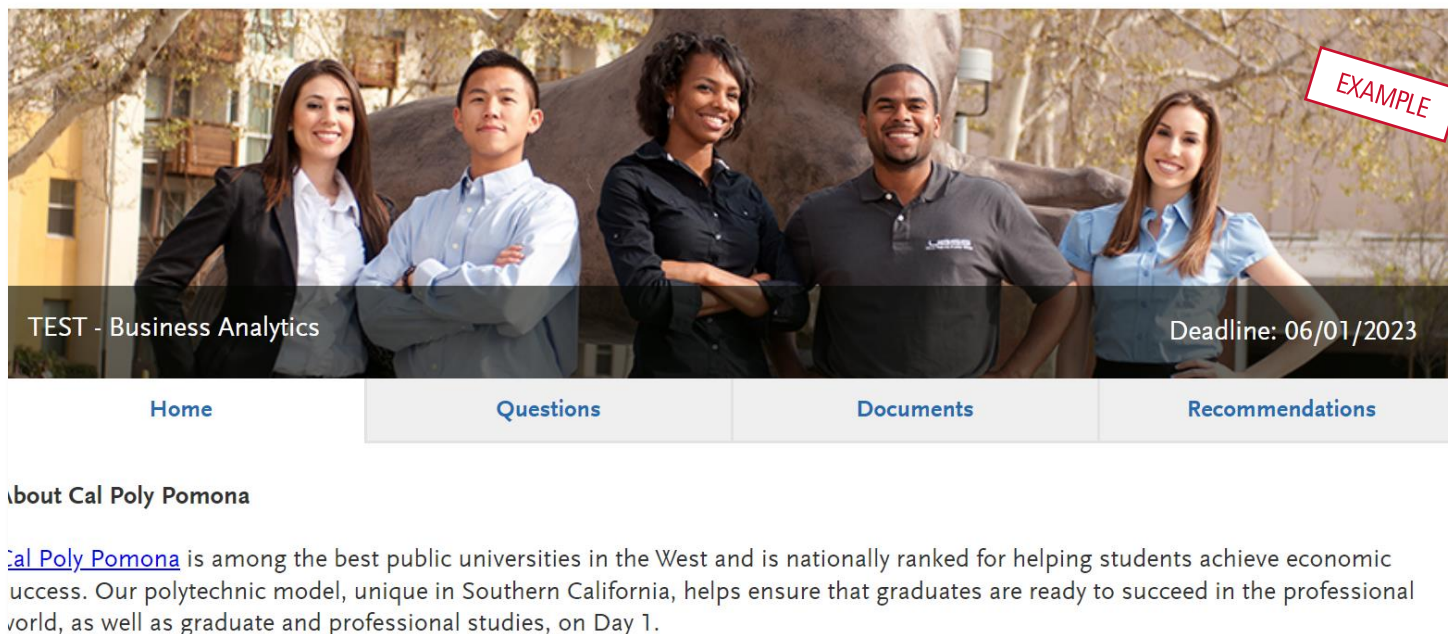 EXAMPLE
TEST - Business Analytics
Deadline: 06/01/2023
Home
Questions
Documents
Recommendations
About Cal Poly Pomona
Cal Poly Pomona is among the best public universities in the West and is nationally ranked for helping students achieve economic
success. Our polytechnic model, unique in Southern California, helps ensure that graduates are ready to succeed in the professional
world, as well as graduate and professional studies, on Day 1.